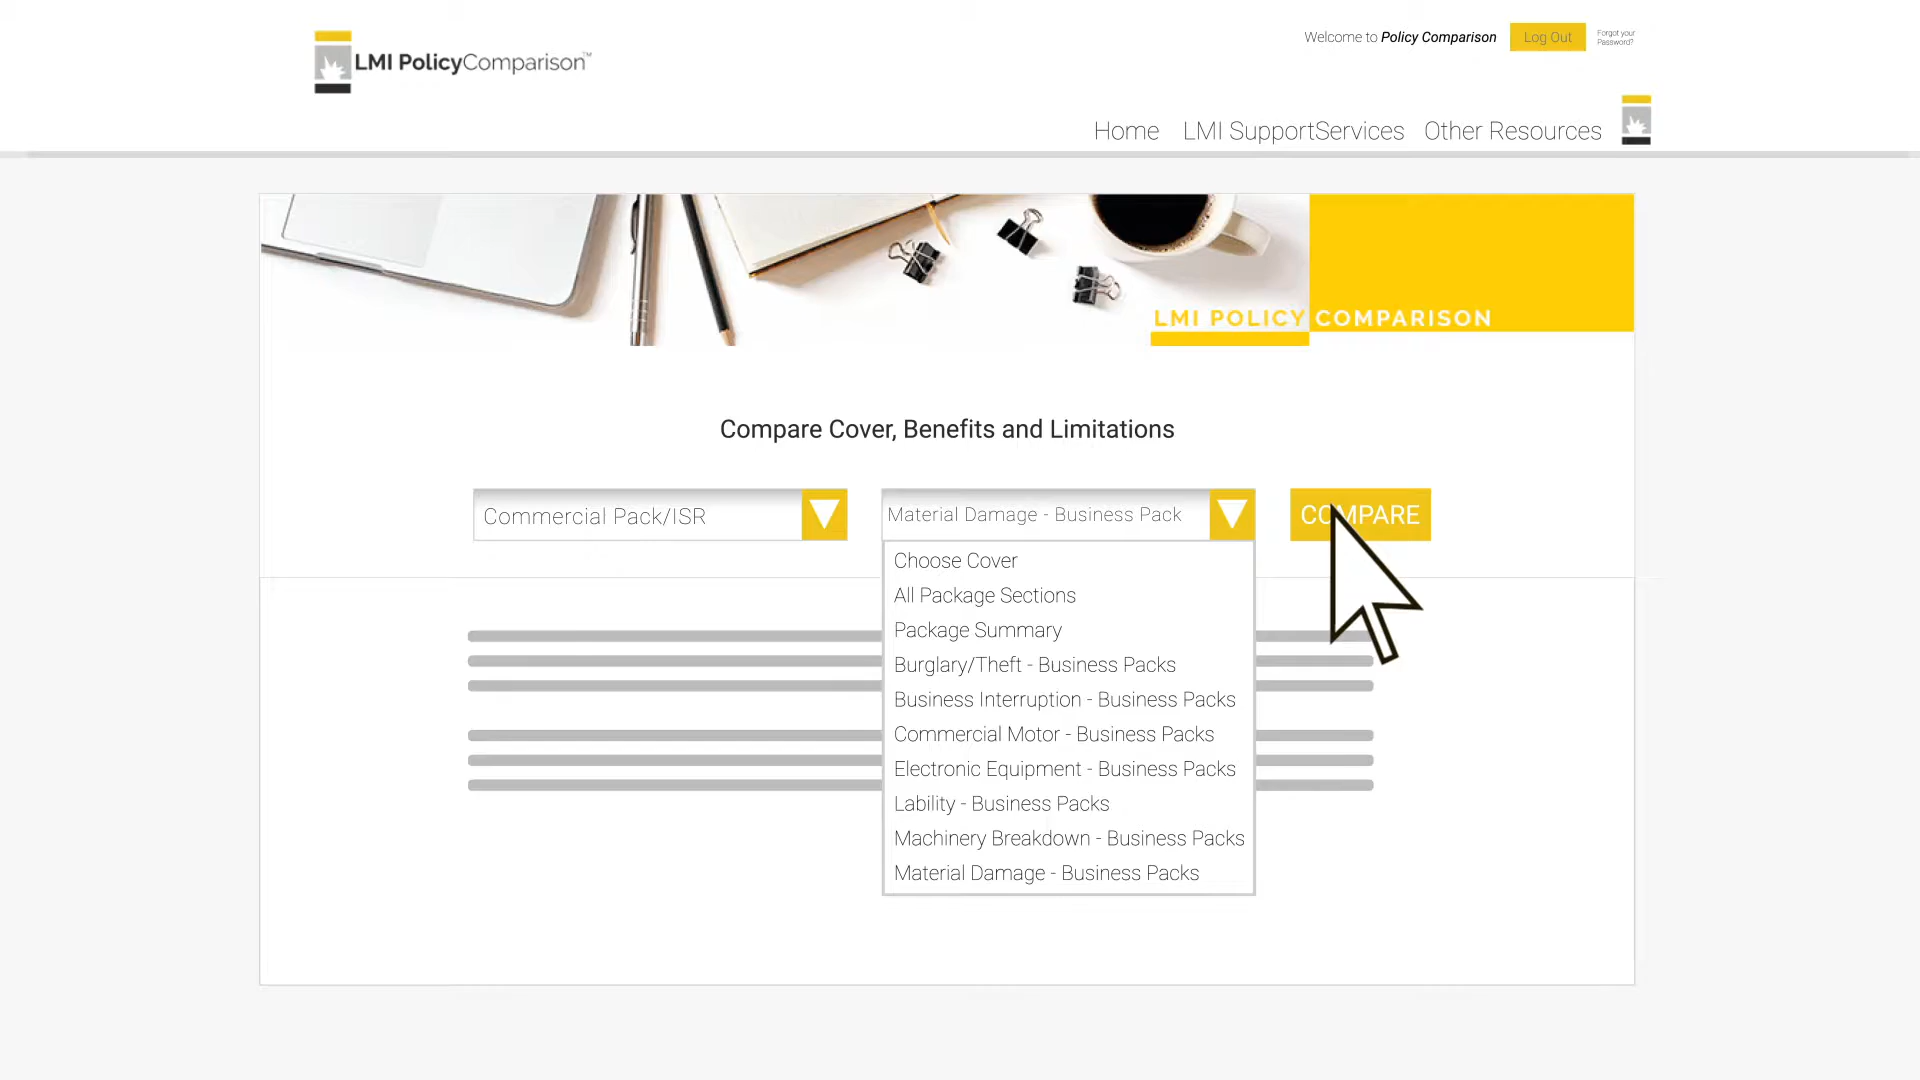 LMI PolicyComparison™
Welcome to Policy Comparison
Log Out
Forgot your
Password?
Home
LMI SupportServices
Other Resources
LMI POLICY COMPARISON
Compare Cover, Benefits and Limitations
Commercial Pack/ISR
Material Damage - Business Pack
COMPARE
Choose Cover
All Package Sections
Package Summary
Burglary/Theft - Business Packs
Business Interruption - Business Packs
Commercial Motor - Business Packs
Electronic Equipment - Business Packs
Lability - Business Packs
Machinery Breakdown - Business Packs
Material Damage - Business Packs